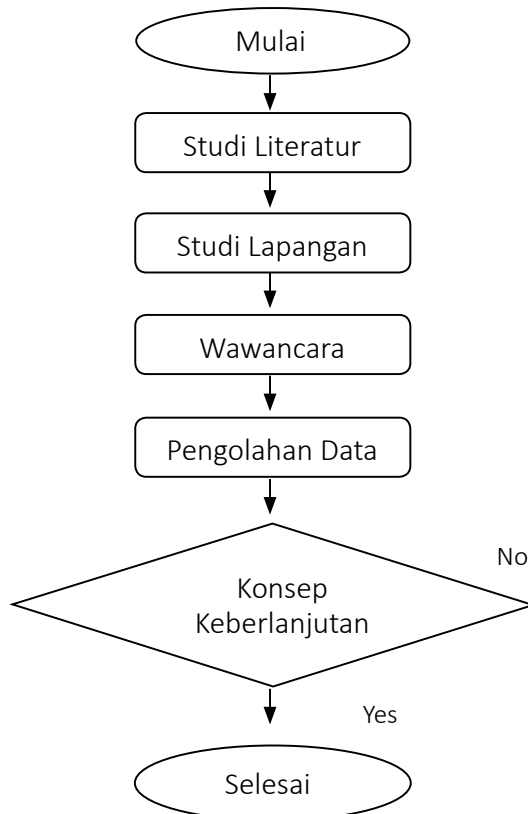 Mulai
Studi Literatur
Studi Lapangan
Wawancara
Pengolahan Data
No
Konsep
Keberlanjutan
Yes
Selesai